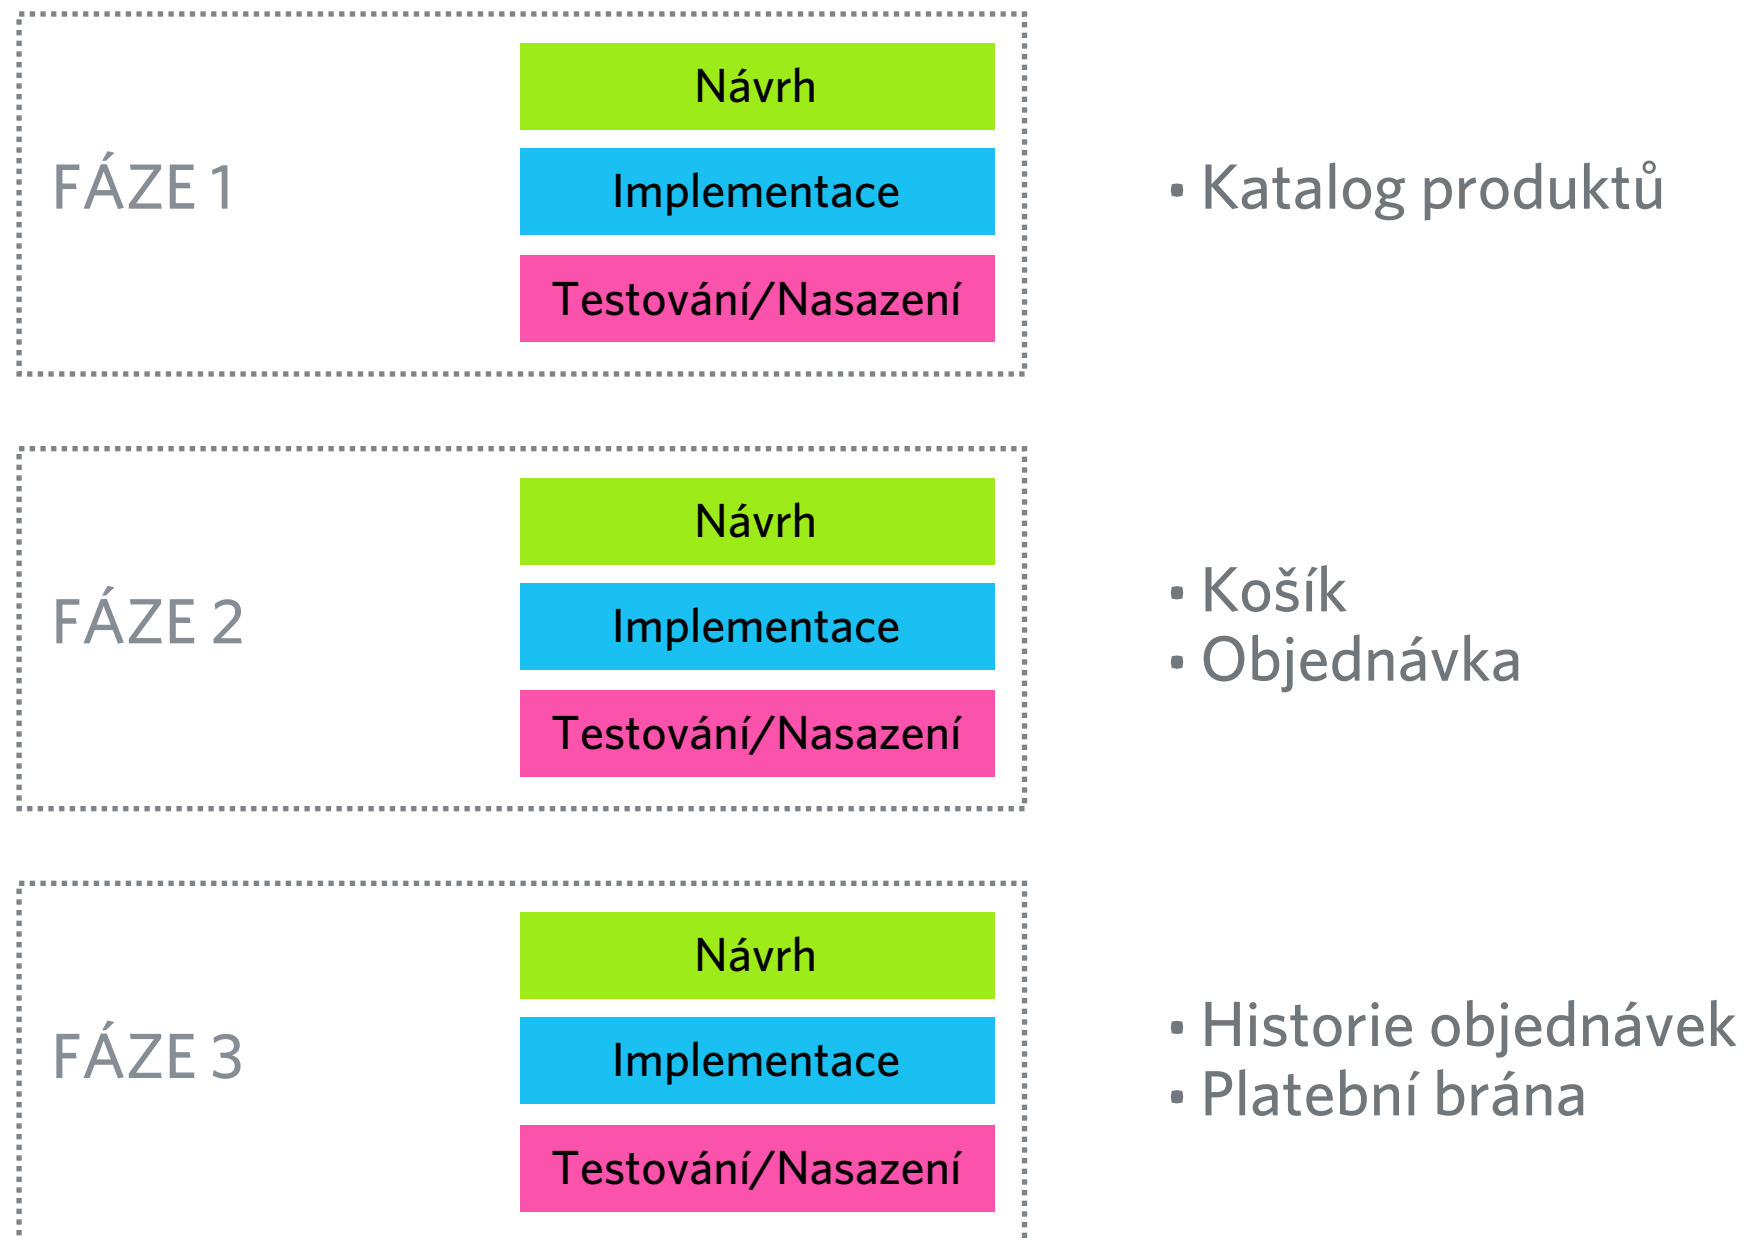 Návrh
FÁZE 1
Implementace
• Katalog produktů
Testování/Nasazení
Návrh
FÁZE 2
Implementace
• Košík
• Objednávka
Testování/Nasazení
Návrh
FÁZE 3
Implementace
• Historie objednávek
• Platební brána
Testování/Nasazení